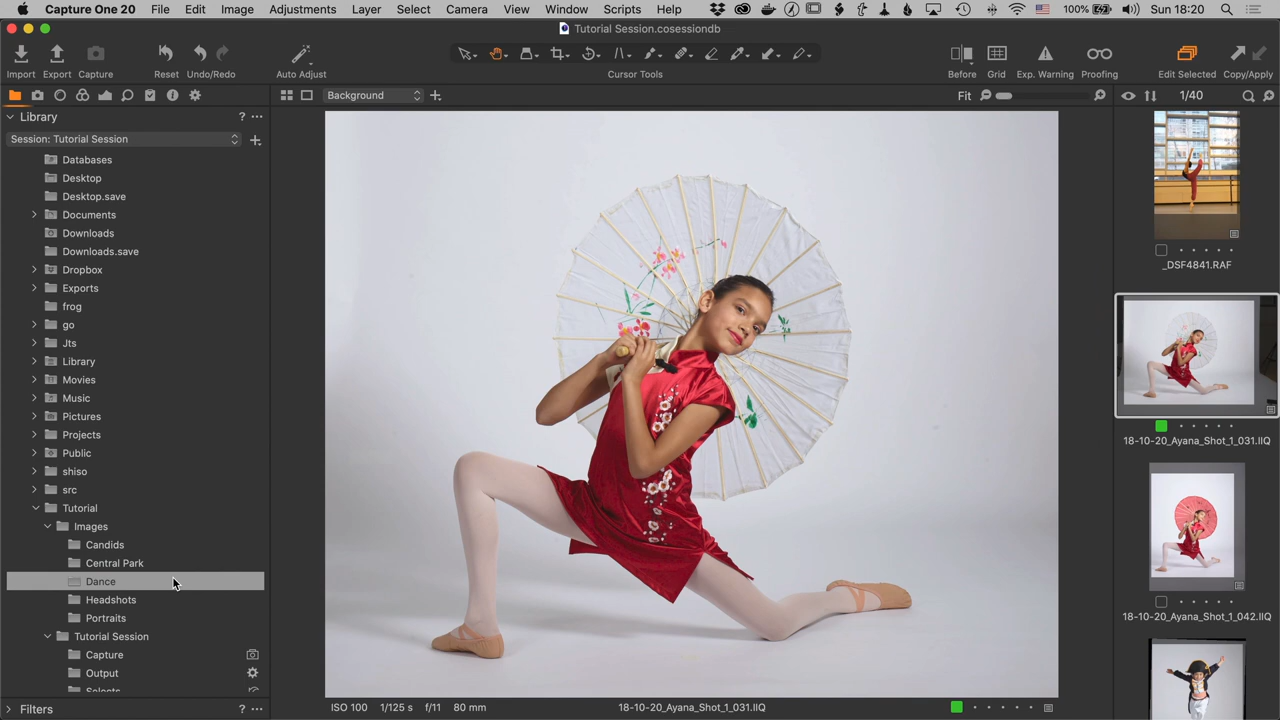 Capture One 20 File Edit Image Adjustments Layer Select Camera View Window Scripts Help 100% Sun 18:20
Tutorial Session.cosessiondb
Import Export Capture Reset Undo/Redo Auto Adjust Cursor Tools Before Grid Exp. Warning Proofing Edit Selected Copy/Apply
Background Fit 1/40
Library ? •••
Session: Tutorial Session
Databases
Desktop
Desktop.save
Documents
Downloads
Downloads.save
Dropbox
Exports
frog
go
Jts
Library
Movies
Music
Pictures
Projects
Public
shiso
src
Tutorial
Images
Candids
Central Park
Dance
Headshots
Portraits
Tutorial Session
Capture
Output
Selects
Filters ? •••
ISO 100 1/125 s f/11 80 mm 18-10-20_Ayana_Shot_1_031.IIQ
_DSF4841.RAF
18-10-20_Ayana_Shot_1_031.IIQ
18-10-20_Ayana_Shot_1_042.IIQ